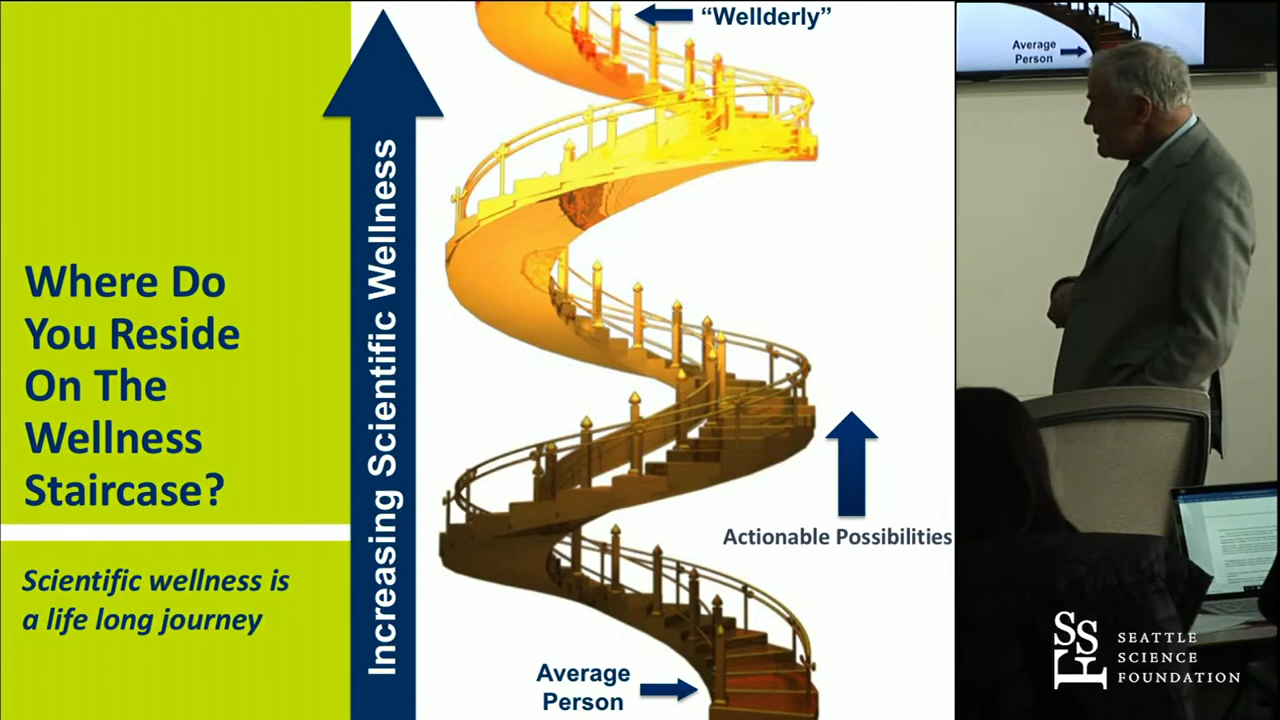 Where Do
You Reside
On The
Wellness
Staircase?
Scientific wellness is
a life long journey
Increasing Scientific Wellness
“Wellderly”
Actionable Possibilities
Average
Person
Average
Person
SSF
SEATTLE
SCIENCE
FOUNDATION